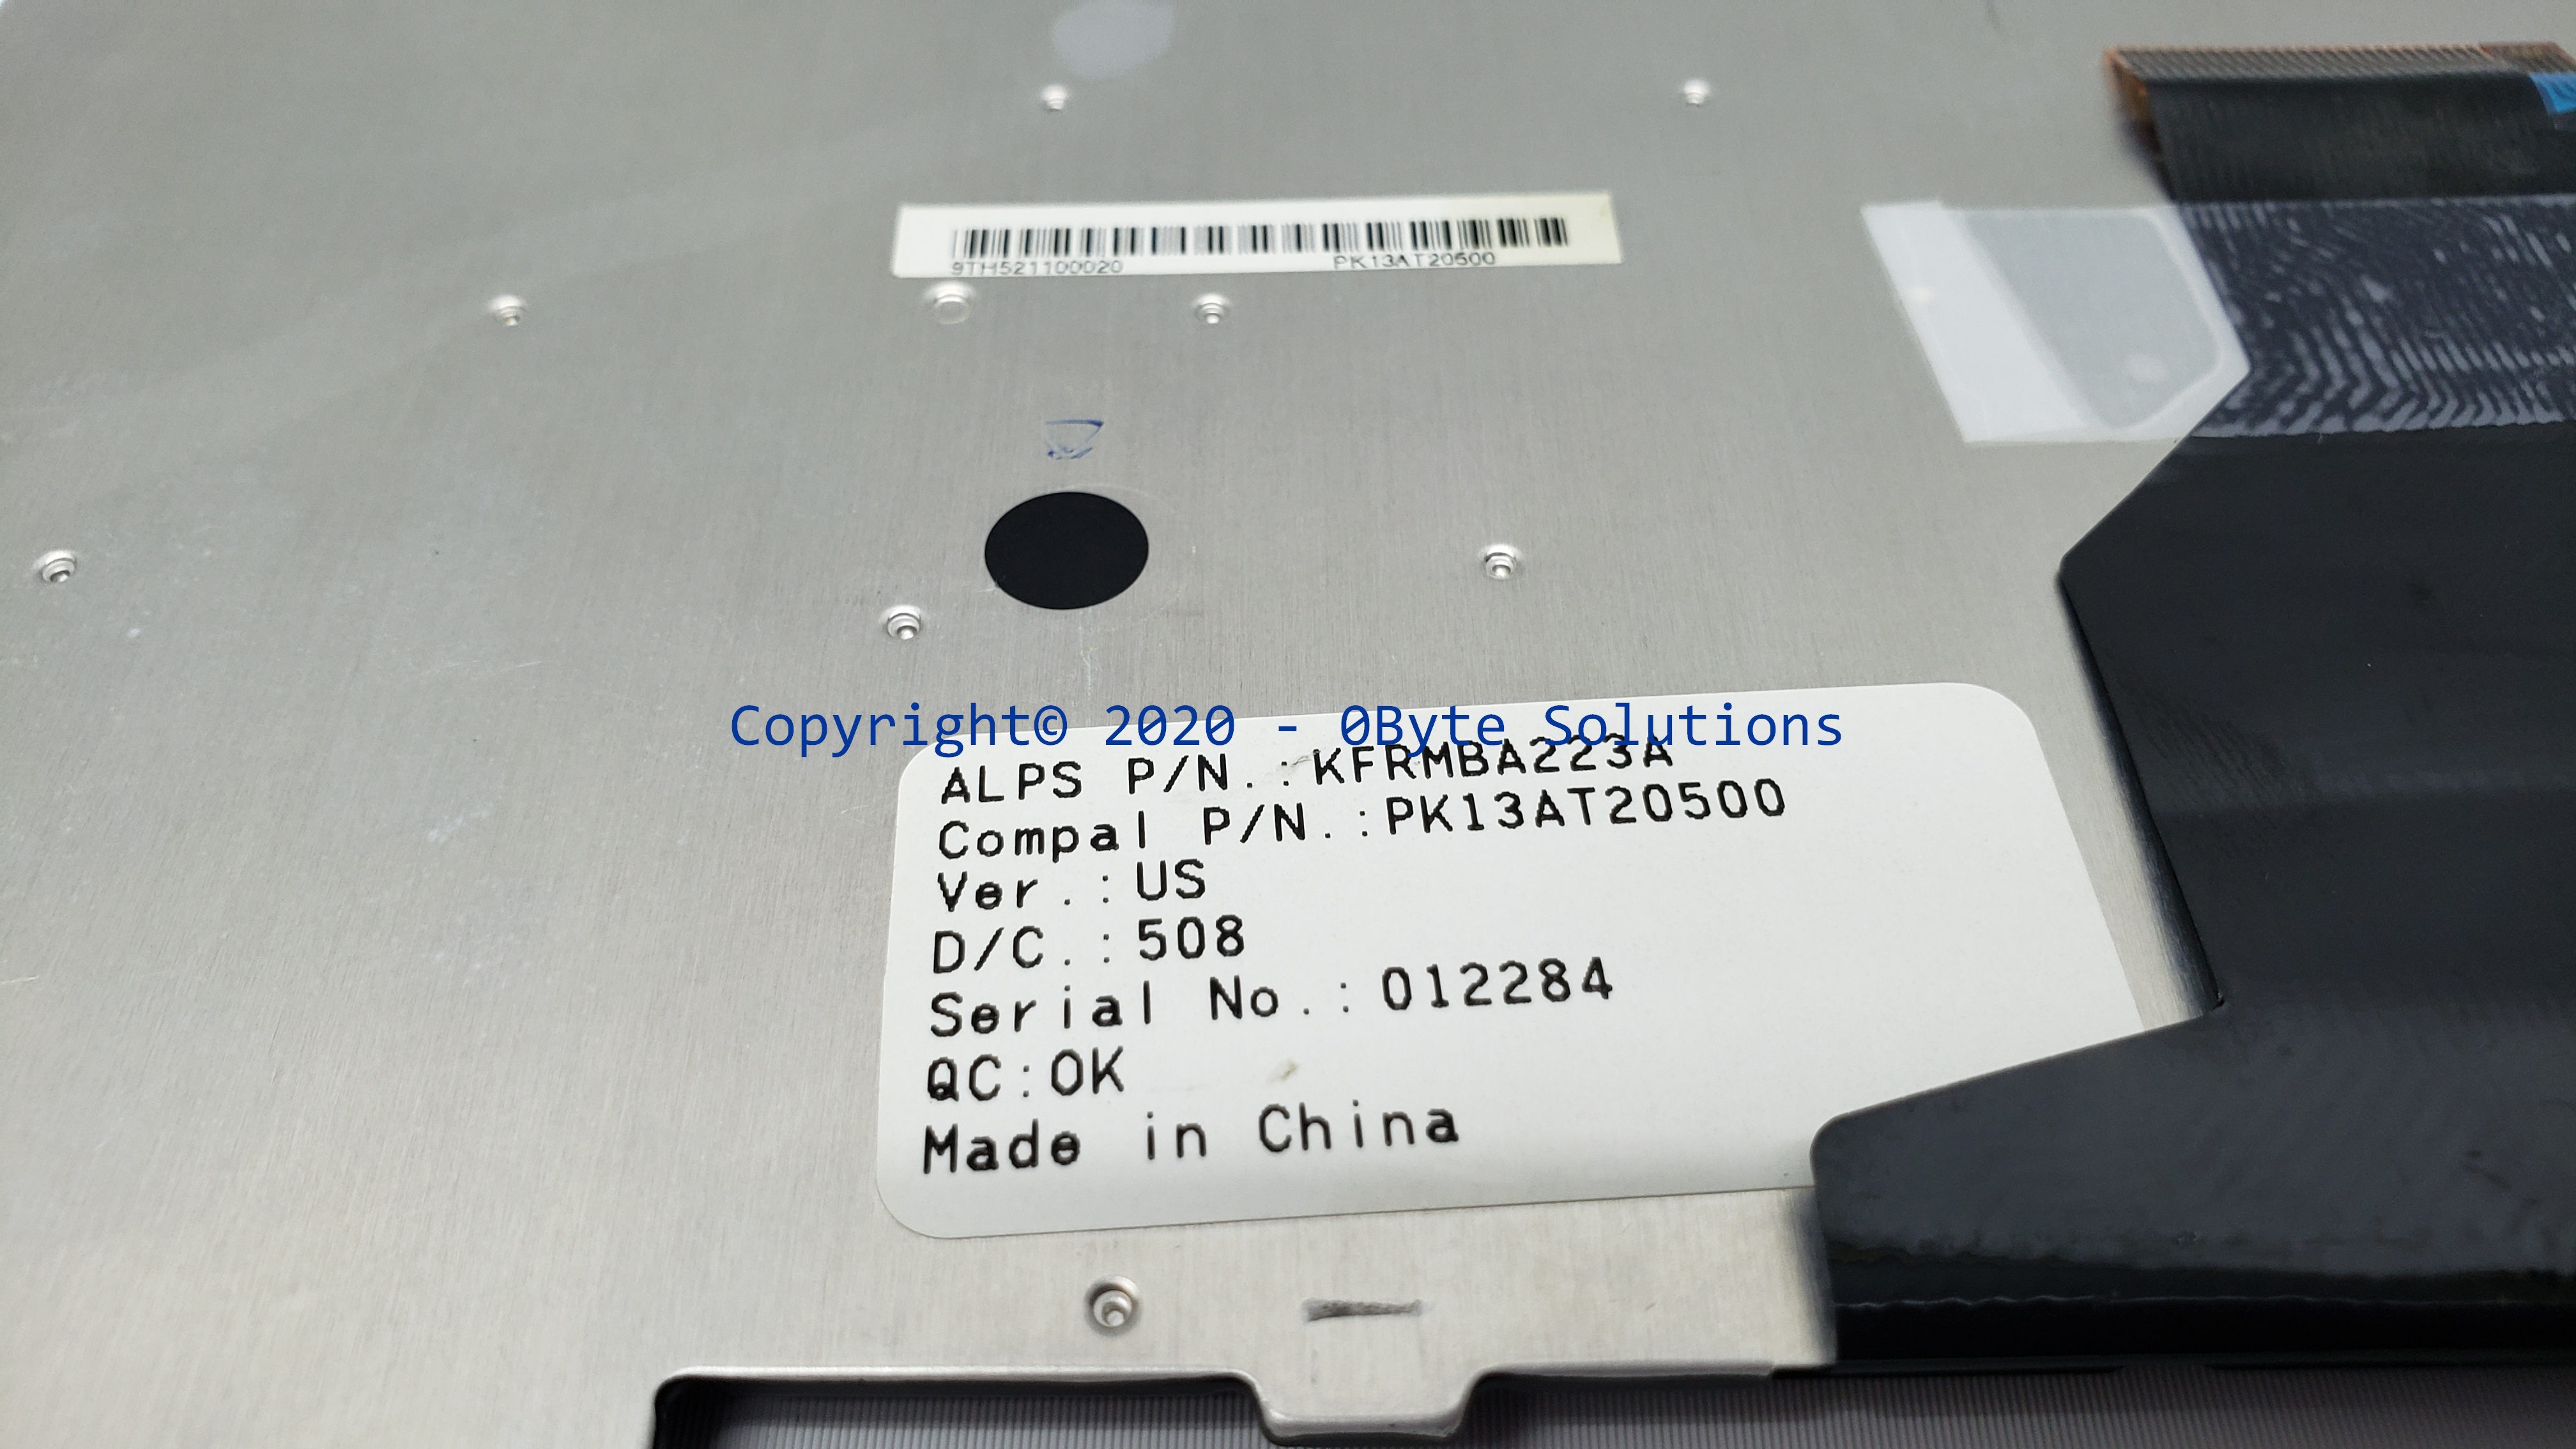 9TH521100020 PK13AT20500
Copyright© 2020 - 0Byte Solutions
ALPS P/N.:KFRMBA223A
Compal P/N.:PK13AT20500
Ver.:US
D/C.:508
Serial No.:012284
QC:OK
Made in China